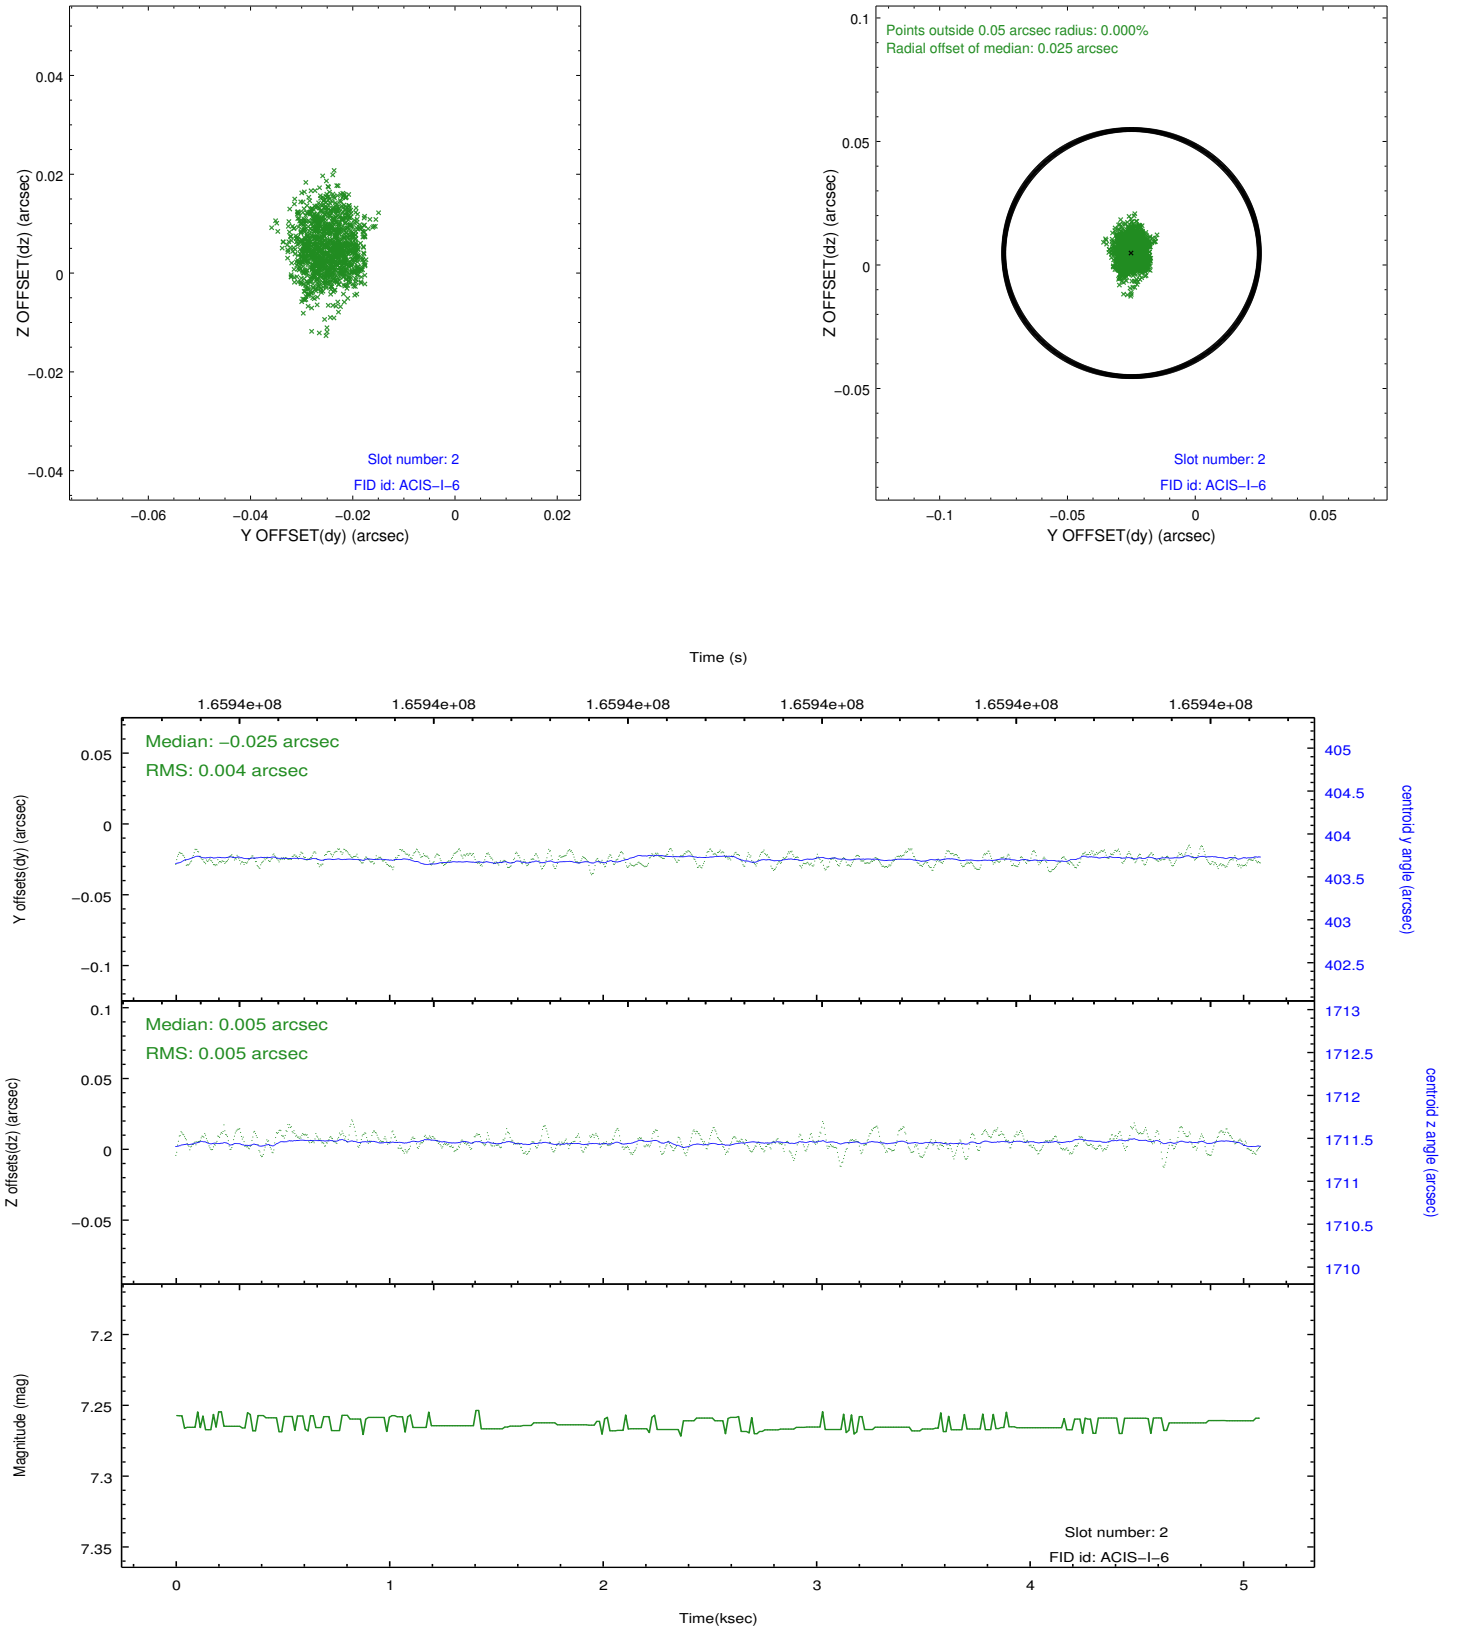 0.04
0.02
0
−0.02
−0.04
Z OFFSET(dz) (arcsec)
Slot number: 2
FID id: ACIS−I−6
−0.06
−0.04
−0.02
0
0.02
Y OFFSET(dy) (arcsec)
Points outside 0.05 arcsec radius: 0.000%
Radial offset of median: 0.025 arcsec
0.1
0.05
0
−0.05
Z OFFSET(dz) (arcsec)
Slot number: 2
FID id: ACIS−I−6
−0.1
−0.05
0
0.05
Y OFFSET(dy) (arcsec)
Time (s)
1.6594e+08
1.6594e+08
1.6594e+08
1.6594e+08
1.6594e+08
1.6594e+08
Median: −0.025 arcsec
RMS: 0.004 arcsec
0.05
0
−0.05
−0.1
Y offsets(dy) (arcsec)
405
404.5
404
403.5
403
402.5
centroid y angle (arcsec)
Median: 0.005 arcsec
RMS: 0.005 arcsec
0.1
0.05
0
−0.05
Z offsets(dz) (arcsec)
1713
1712.5
1712
1711.5
1711
1710.5
1710
centroid z angle (arcsec)
7.2
7.25
7.3
7.35
Magnitude (mag)
Slot number: 2
FID id: ACIS−I−6
0
1
2
3
4
5
Time(ksec)